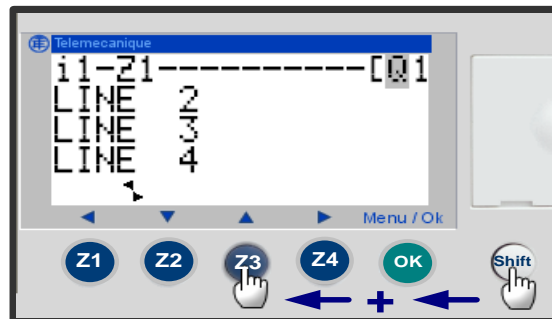 Telemecanique
i1-Z1-----------[Q1
LINE 2
LINE 3
LINE 4
Menu / Ok
Z1 Z2 Z3 Z4 OK Shift
+